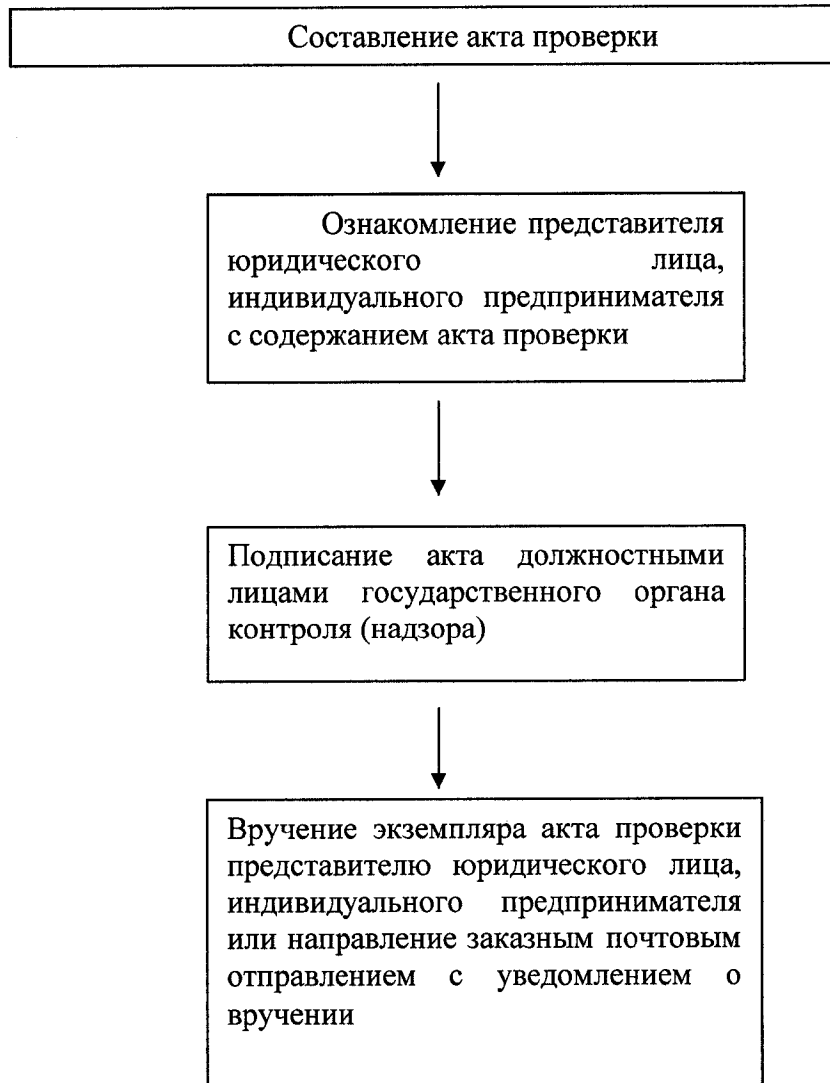 Составление акта проверки
Ознакомление представителя
юридического лица,
индивидуального предпринимателя
с содержанием акта проверки
Подписание акта должностными
лицами государственного органа
контроля (надзора)
Вручение экземпляра акта проверки
представителю юридического лица,
индивидуального предпринимателя
или направление заказным почтовым
отправлением с уведомлением о
вручении